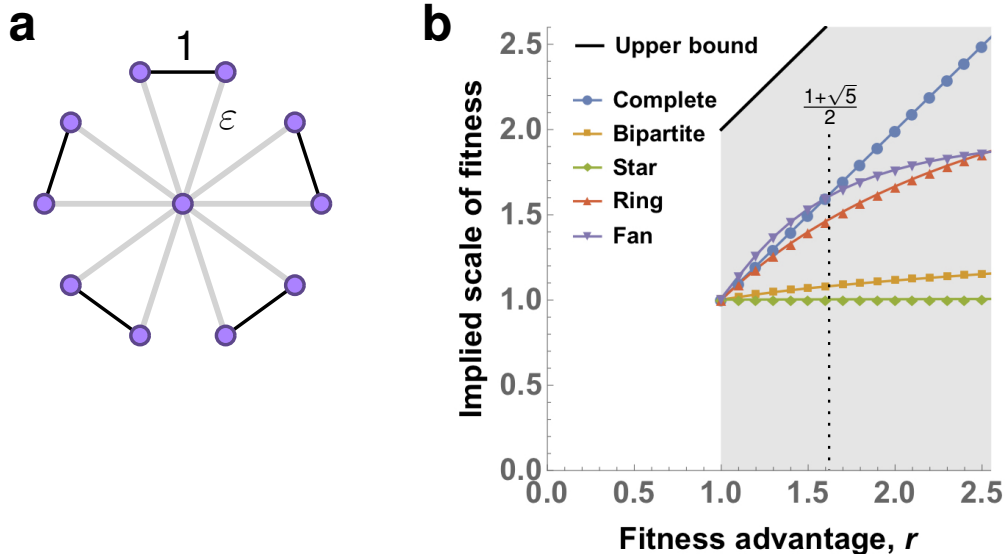 a
1
ε
b
Implied scale of fitness
2.5
2.0
1.5
1.0
0.5
0.0
Upper bound
Complete
Bipartite
Star
Ring
Fan
1+√5
2
0.0 0.5 1.0 1.5 2.0 2.5
Fitness advantage, r